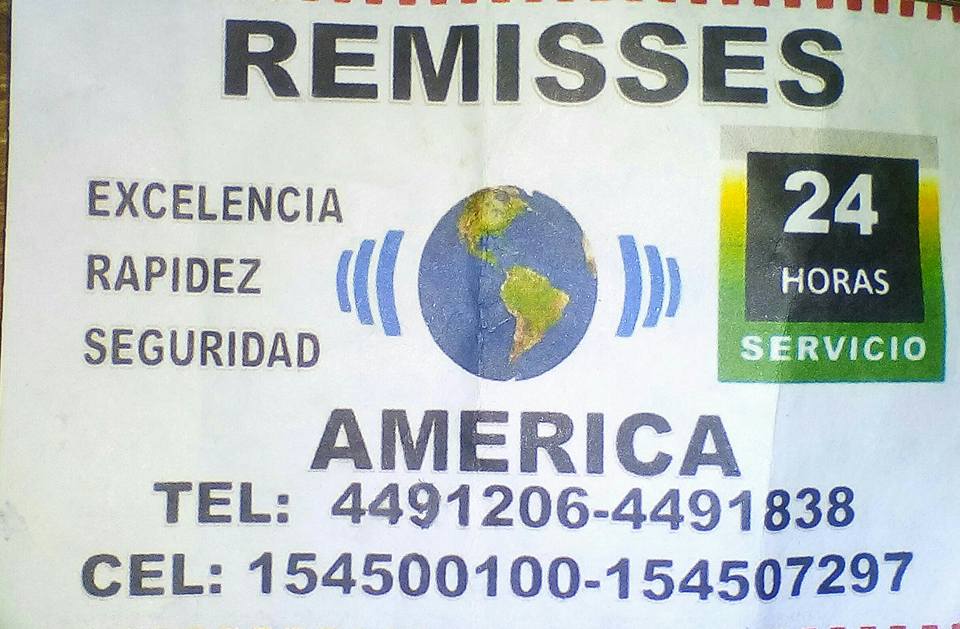 REMISSES
EXCELENCIA
RAPIDEZ
SEGURIDAD
24
HORAS
SERVICIO
AMERICA
TEL: 4491206-4491838
CEL: 154500100-154507297